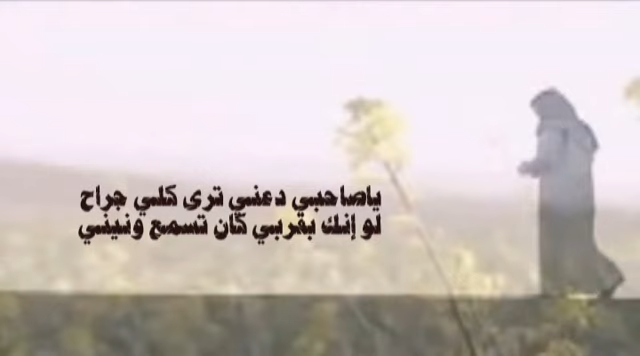 ياصاحبي دعني ترى كلي جراح
لو إنك بقربي كان تسمع ونيني